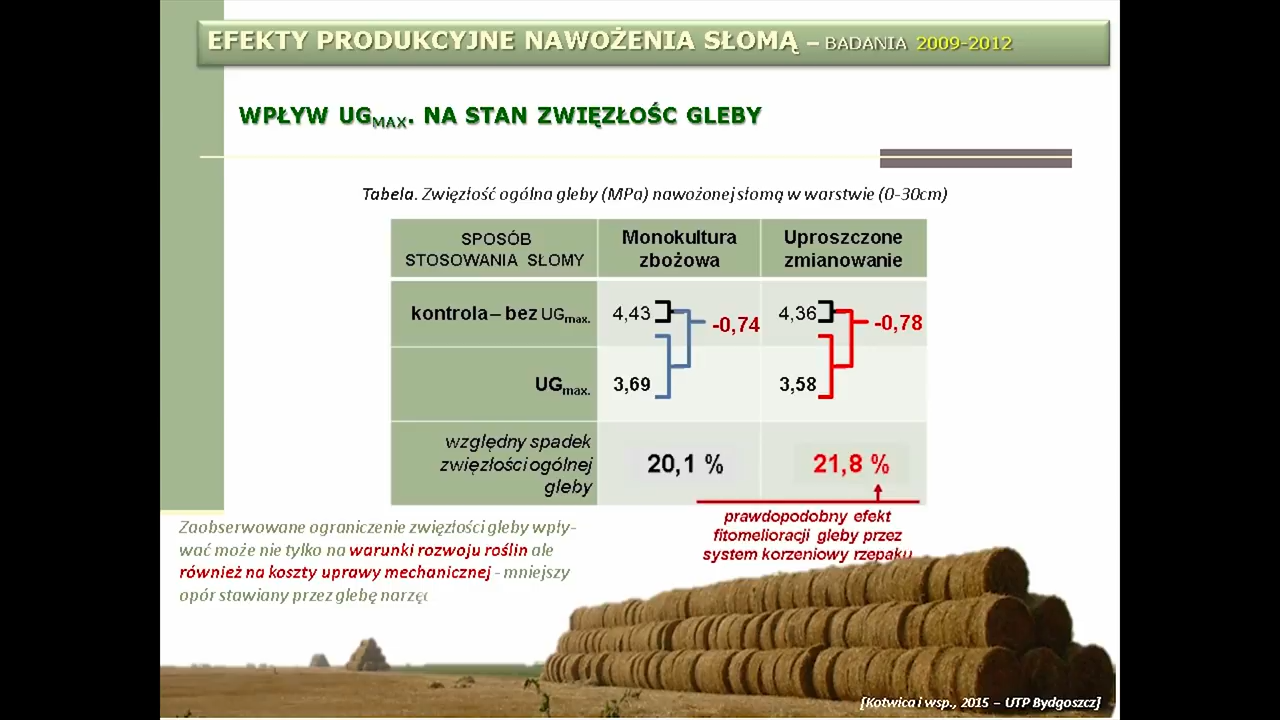 EFEKTY PRODUKCYJNE NAWOŻENIA SŁOMĄ – BADANIA 2009-2012
WPŁYW UGMAX. NA STAN ZWIĘZŁOŚC GLEBY
Tabela. Zwięzłość ogólna gleby (MPa) nawożonej słomą w warstwie (0-30cm)
SPOSÓB
STOSOWANIA SŁOMY
Monokultura
zbożowa
Uproszczone
zmianowanie
kontrola – bez UGmax.
4,43
-0,74
4,36
-0,78
UGmax.
3,69
3,58
względny spadek
zwięzłości ogólnej
gleby
20,1 %
21,8 %
prawdopodobny efekt
fitomelioracji gleby przez
system korzeniowy rzepaku
Zaobserwowane ograniczenie zwięzłości gleby wpły-
wać może nie tylko na warunki rozwoju roślin ale
również na koszty uprawy mechanicznej - mniejszy
opór stawiany przez glebę narzęc
[Kotwica i wsp., 2015 – UTP Bydgoszcz]